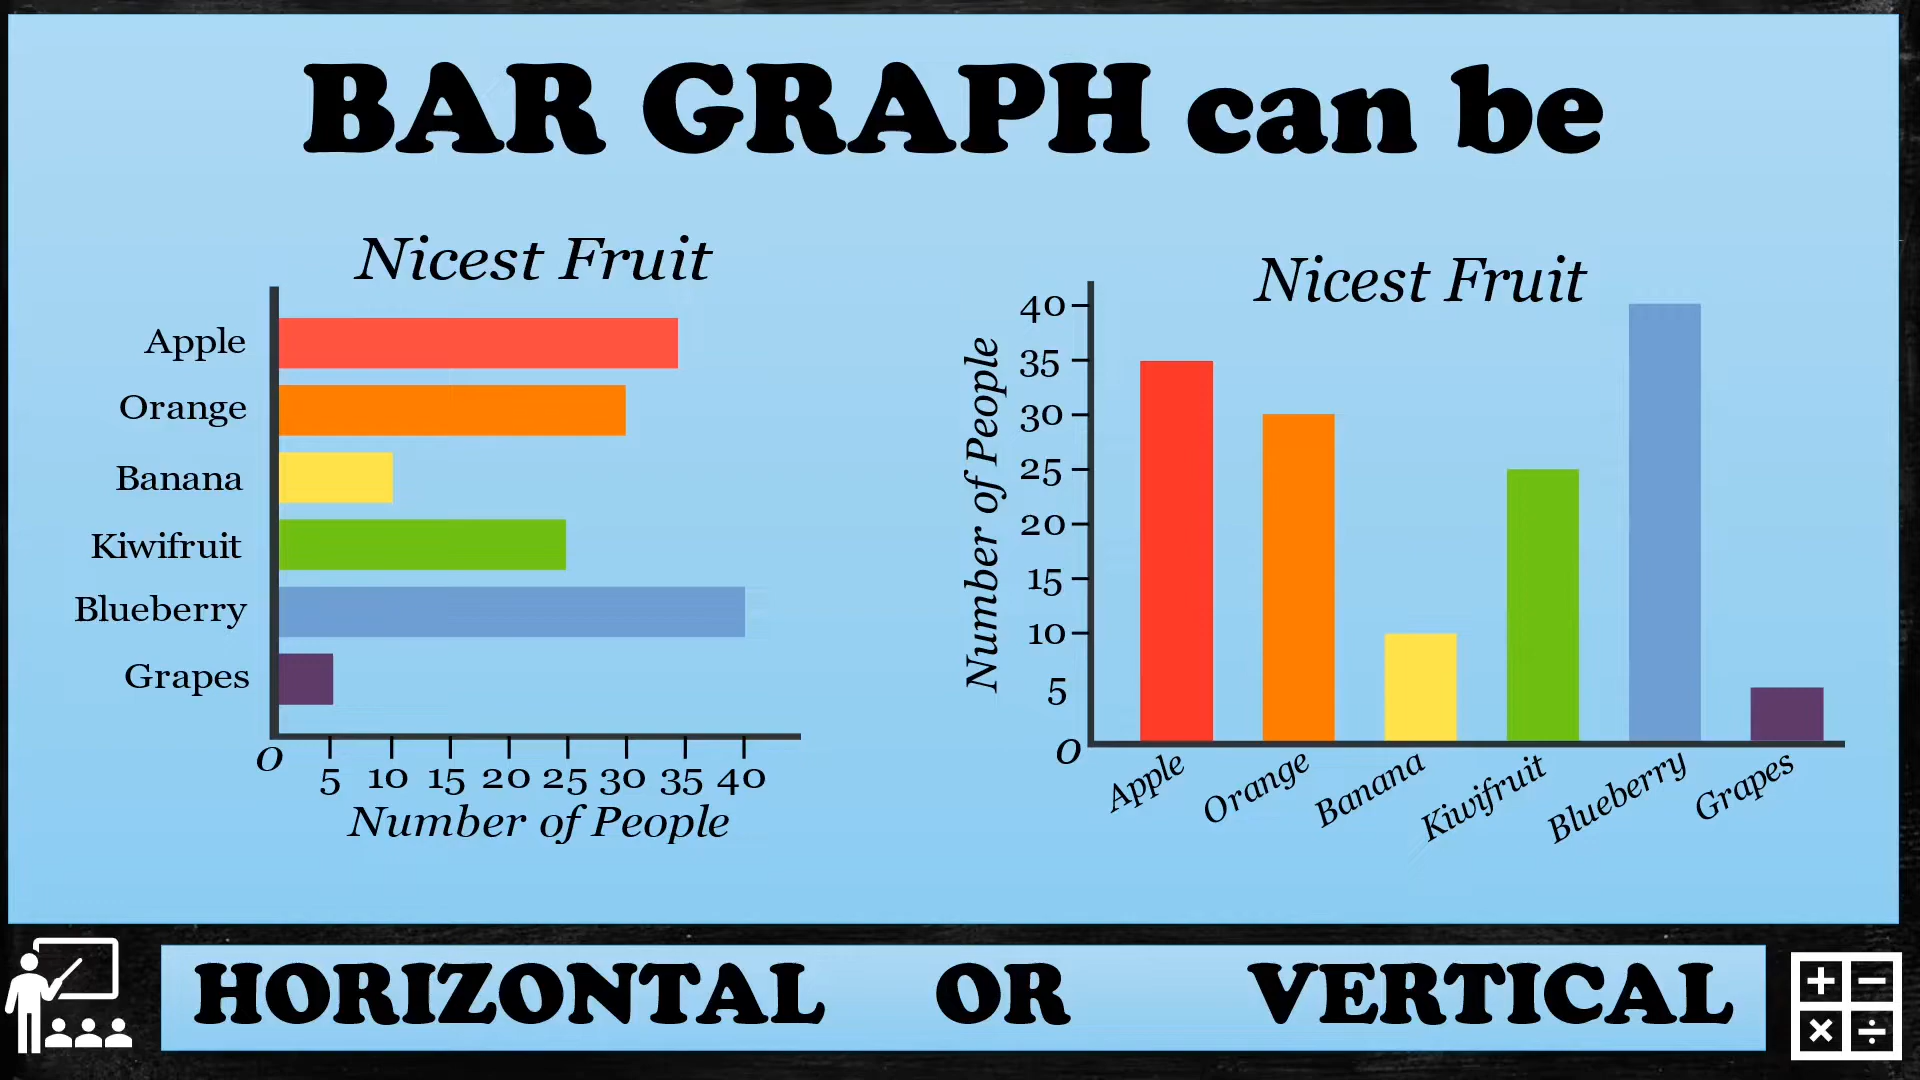 BAR GRAPH can be
Nicest Fruit
Apple
Orange
Banana
Kiwifruit
Blueberry
Grapes
0 5 10 15 20 25 30 35 40
Number of People
Nicest Fruit
Number of People
40
35
30
25
20
15
10
5
0
Apple Orange Banana Kiwifruit Blueberry Grapes
HORIZONTAL OR VERTICAL
+ −
× ÷